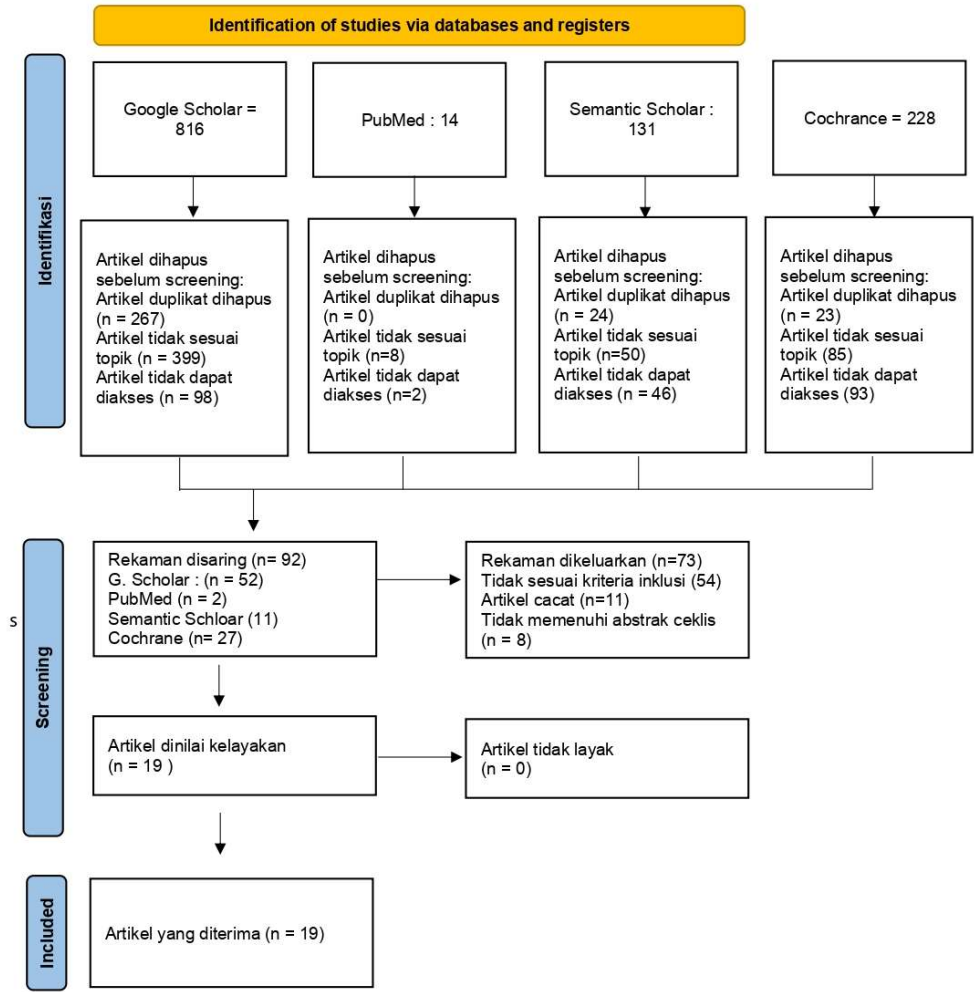 Identification of studies via databases and registers
Identifikasi
Google Scholar =
816
PubMed : 14
Semantic Scholar :
131
Cochrance = 228
Artikel dihapus
sebelum screening:
Artikel duplikat dihapus
(n = 267)
Artikel tidak sesuai
topik (n = 399)
Artikel tidak dapat
diakses (n = 98)
Artikel dihapus
sebelum screening:
Artikel duplikat dihapus
(n = 0)
Artikel tidak sesuai
topik (n=8)
Artikel tidak dapat
diakses (n=2)
Artikel dihapus
sebelum screening:
Artikel duplikat dihapus
(n = 24)
Artikel tidak sesuai
topik (n=50)
Artikel tidak dapat
diakses (n = 46)
Artikel dihapus
sebelum screening:
Artikel duplikat dihapus
(n = 23)
Artikel tidak sesuai
topik (85)
Artikel tidak dapat
diakses (93)
s
Screening
Rekaman disaring (n= 92)
G. Scholar : (n = 52)
PubMed (n = 2)
Semantic Schloar (11)
Cochrane (n= 27)
Rekaman dikeluarkan (n=73)
Tidak sesuai kriteria inklusi (54)
Artikel cacat (n=11)
Tidak memenuhi abstrak ceklis
(n = 8)
Artikel dinilai kelayakan
(n = 19 )
Artikel tidak layak
(n = 0)
Included
Artikel yang diterima (n = 19)